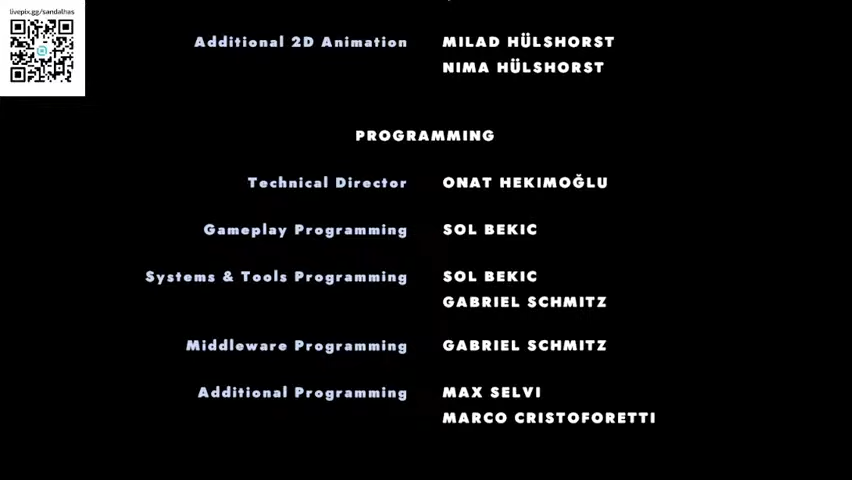 livepix.gg/sandalhas
Additional 2D Animation MILAD HÜLSHORST
NIMA HÜLSHORST
PROGRAMMING
Technical Director ONAT HEKIMOĞLU
Gameplay Programming SOL BEKIC
Systems & Tools Programming SOL BEKIC
GABRIEL SCHMITZ
Middleware Programming GABRIEL SCHMITZ
Additional Programming MAX SELVI
MARCO CRISTOFORETTI